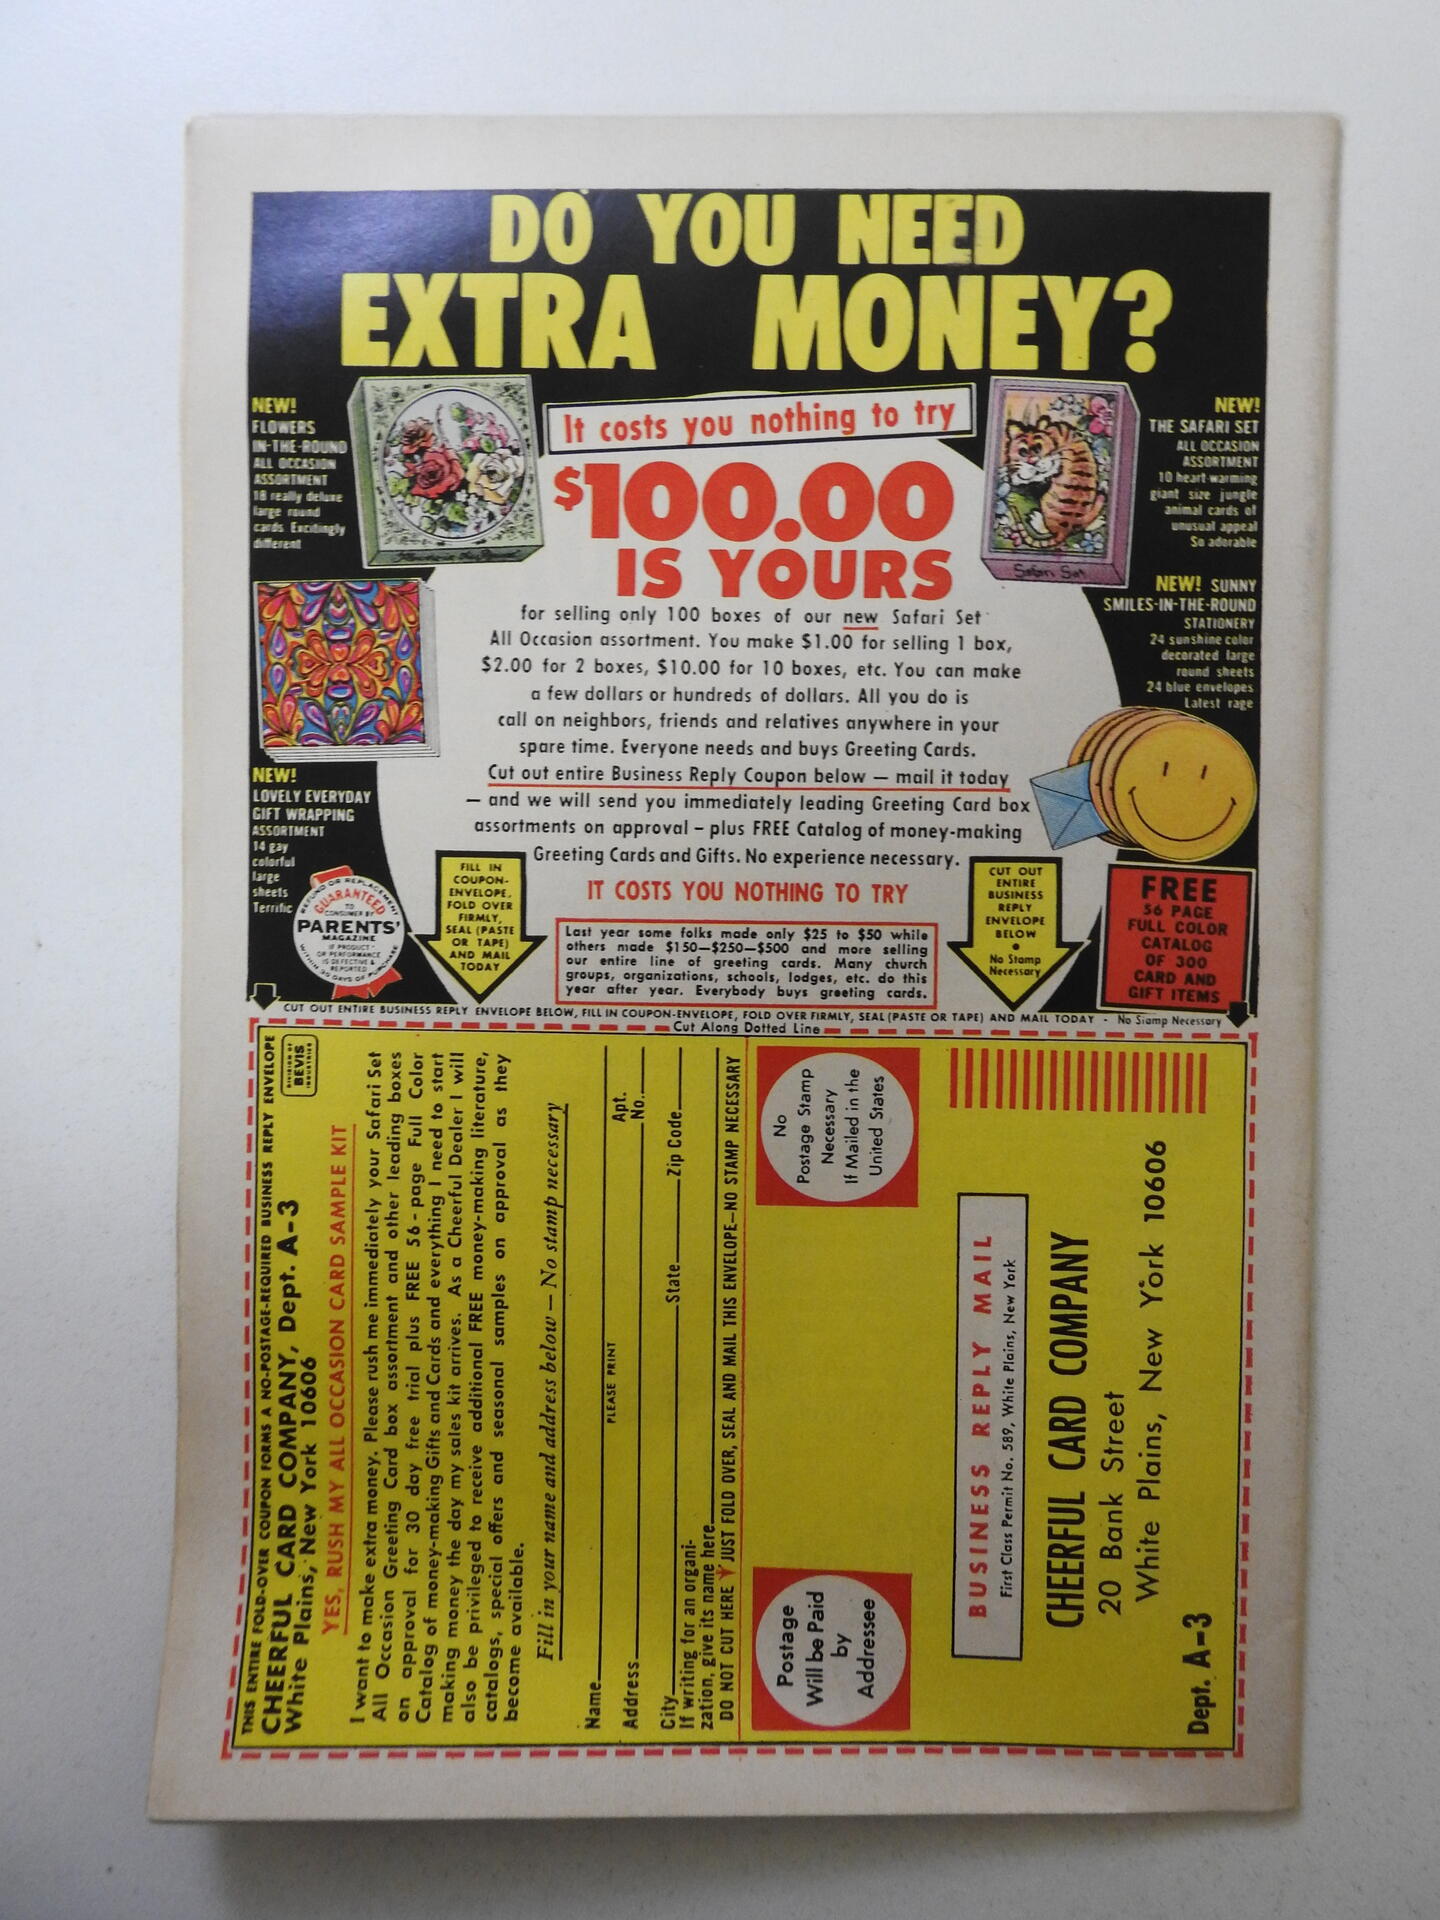 DO YOU NEED
EXTRA MONEY?
NEW!
FLOWERS
IN-THE-ROUND
ALL OCCASION
ASSORTMENT
18 really deluxe
large round
cards. Excitingly
different
It costs you nothing to try
$100.00
IS YOURS
Safari Set
NEW!
THE SAFARI SET
ALL OCCASION
ASSORTMENT
10 heart-warming
giant size jungle
animal cards of
unusual appeal
So adorable
for selling only 100 boxes of our new Safari Set
All Occasion assortment. You make $1.00 for selling 1 box,
$2.00 for 2 boxes, $10.00 for 10 boxes, etc. You can make
a few dollars or hundreds of dollars. All you do is
call on neighbors, friends and relatives anywhere in your
spare time. Everyone needs and buys Greeting Cards.
Cut out entire Business Reply Coupon below — mail it today
— and we will send you immediately leading Greeting Card box
assortments on approval – plus FREE Catalog of money-making
Greeting Cards and Gifts. No experience necessary.
IT COSTS YOU NOTHING TO TRY
NEW! SUNNY
SMILES-IN-THE-ROUND
STATIONERY
24 sunshine color
decorated large
round sheets
24 blue envelopes
Latest rage
NEW!
LOVELY EVERYDAY
GIFT WRAPPING
ASSORTMENT
14 gay
colorful
large
sheets
Terrific
REFUND OR REPLACEMENT
GUARANTEED
TO
CONSUMER BY
PARENTS'
MAGAZINE
IF PRODUCT
OR PERFORMANCE
IS DEFECTIVE &
REPORTED
WITHIN 30 DAYS OF PURCHASE
FILL IN
COUPON-
ENVELOPE,
FOLD OVER
FIRMLY,
SEAL (PASTE
OR TAPE)
AND MAIL
TODAY
Last year some folks made only $25 to $50 while
others made $150—$250—$500 and more selling
our entire line of greeting cards. Many church
groups, organizations, schools, lodges, etc. do this
year after year. Everybody buys greeting cards.
CUT OUT
ENTIRE
BUSINESS
REPLY
ENVELOPE
BELOW
•
No Stamp
Necessary
FREE
56 PAGE
FULL COLOR
CATALOG
OF 300
CARD AND
GIFT ITEMS
CUT OUT ENTIRE BUSINESS REPLY ENVELOPE BELOW, FILL IN COUPON-ENVELOPE, FOLD OVER FIRMLY, SEAL (PASTE OR TAPE) AND MAIL TODAY - No Stamp Necessary
Cut Along Dotted Line
THIS ENTIRE FOLD-OVER COUPON FORMS A NO-POSTAGE-REQUIRED BUSINESS REPLY ENVELOPE
CHEERFUL CARD COMPANY, Dept. A-3
White Plains, New York 10606
DIVISION OF
BEVIS
INDUSTRIES
YES, RUSH MY ALL OCCASION CARD SAMPLE KIT
I want to make extra money. Please rush me immediately your Safari Set
All Occasion Greeting Card box assortment and other leading boxes
on approval for 30 day free trial plus FREE 56-page Full Color
Catalog of money-making Gifts and Cards and everything I need to start
making money the day my sales kit arrives. As a Cheerful Dealer I will
also be privileged to receive additional FREE money-making literature,
catalogs, special offers and seasonal samples on approval as they
become available.
Fill in your name and address below — No stamp necessary
Name
PLEASE PRINT
Address Apt. No.
City State Zip Code
If writing for an organi-
zation, give its name here
DO NOT CUT HERE JUST FOLD OVER, SEAL AND MAIL THIS ENVELOPE—NO STAMP NECESSARY
Postage
Will be Paid
by
Addressee
No
Postage Stamp
Necessary
If Mailed in the
United States
BUSINESS REPLY MAIL
First Class Permit No. 589, White Plains, New York
CHEERFUL CARD COMPANY
20 Bank Street
White Plains, New York 10606
Dept. A-3